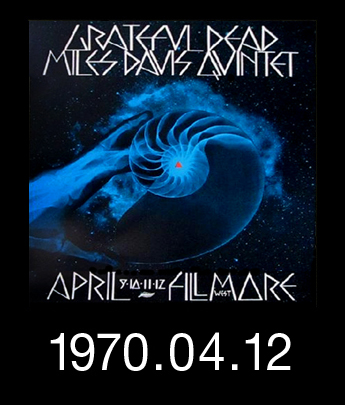 GRATEFUL DEAD
MILES DAVIS QUINTET
APRIL 9·10·11·12 FILLMORE
WEST
1970.04.12